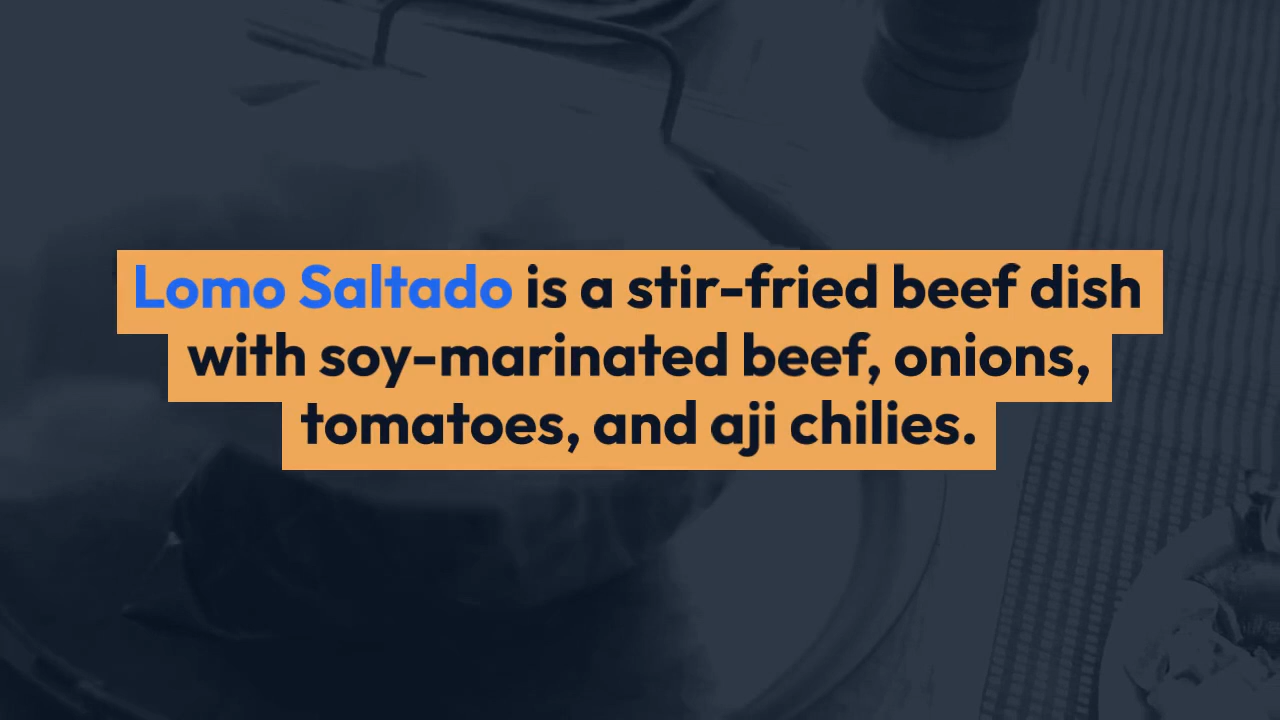 Lomo Saltado is a stir-fried beef dish
with soy-marinated beef, onions,
tomatoes, and aji chilies.